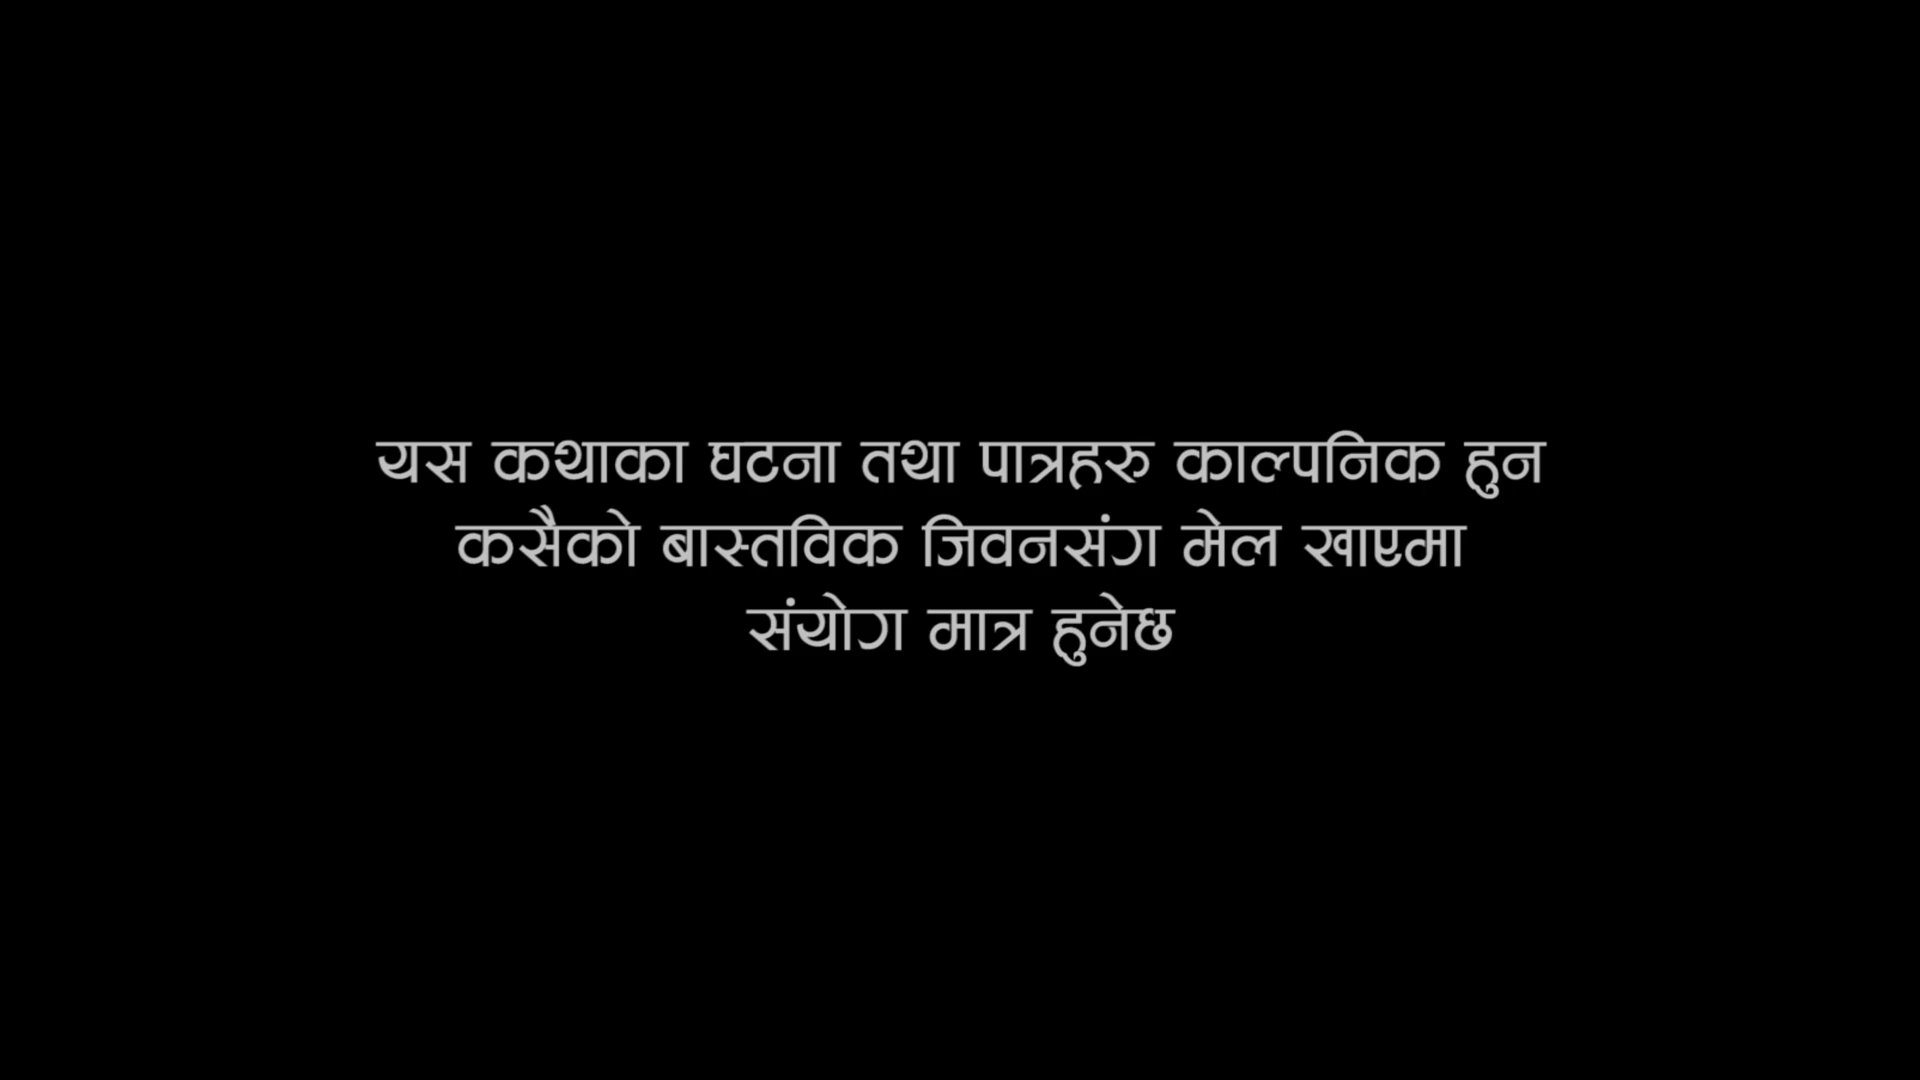 यस कथाका घटना तथा पात्रहरु काल्पनिक हुन
कसैको बास्तविक जिवनसंग मेल खाएमा
संयोग मात्र हुनेछ